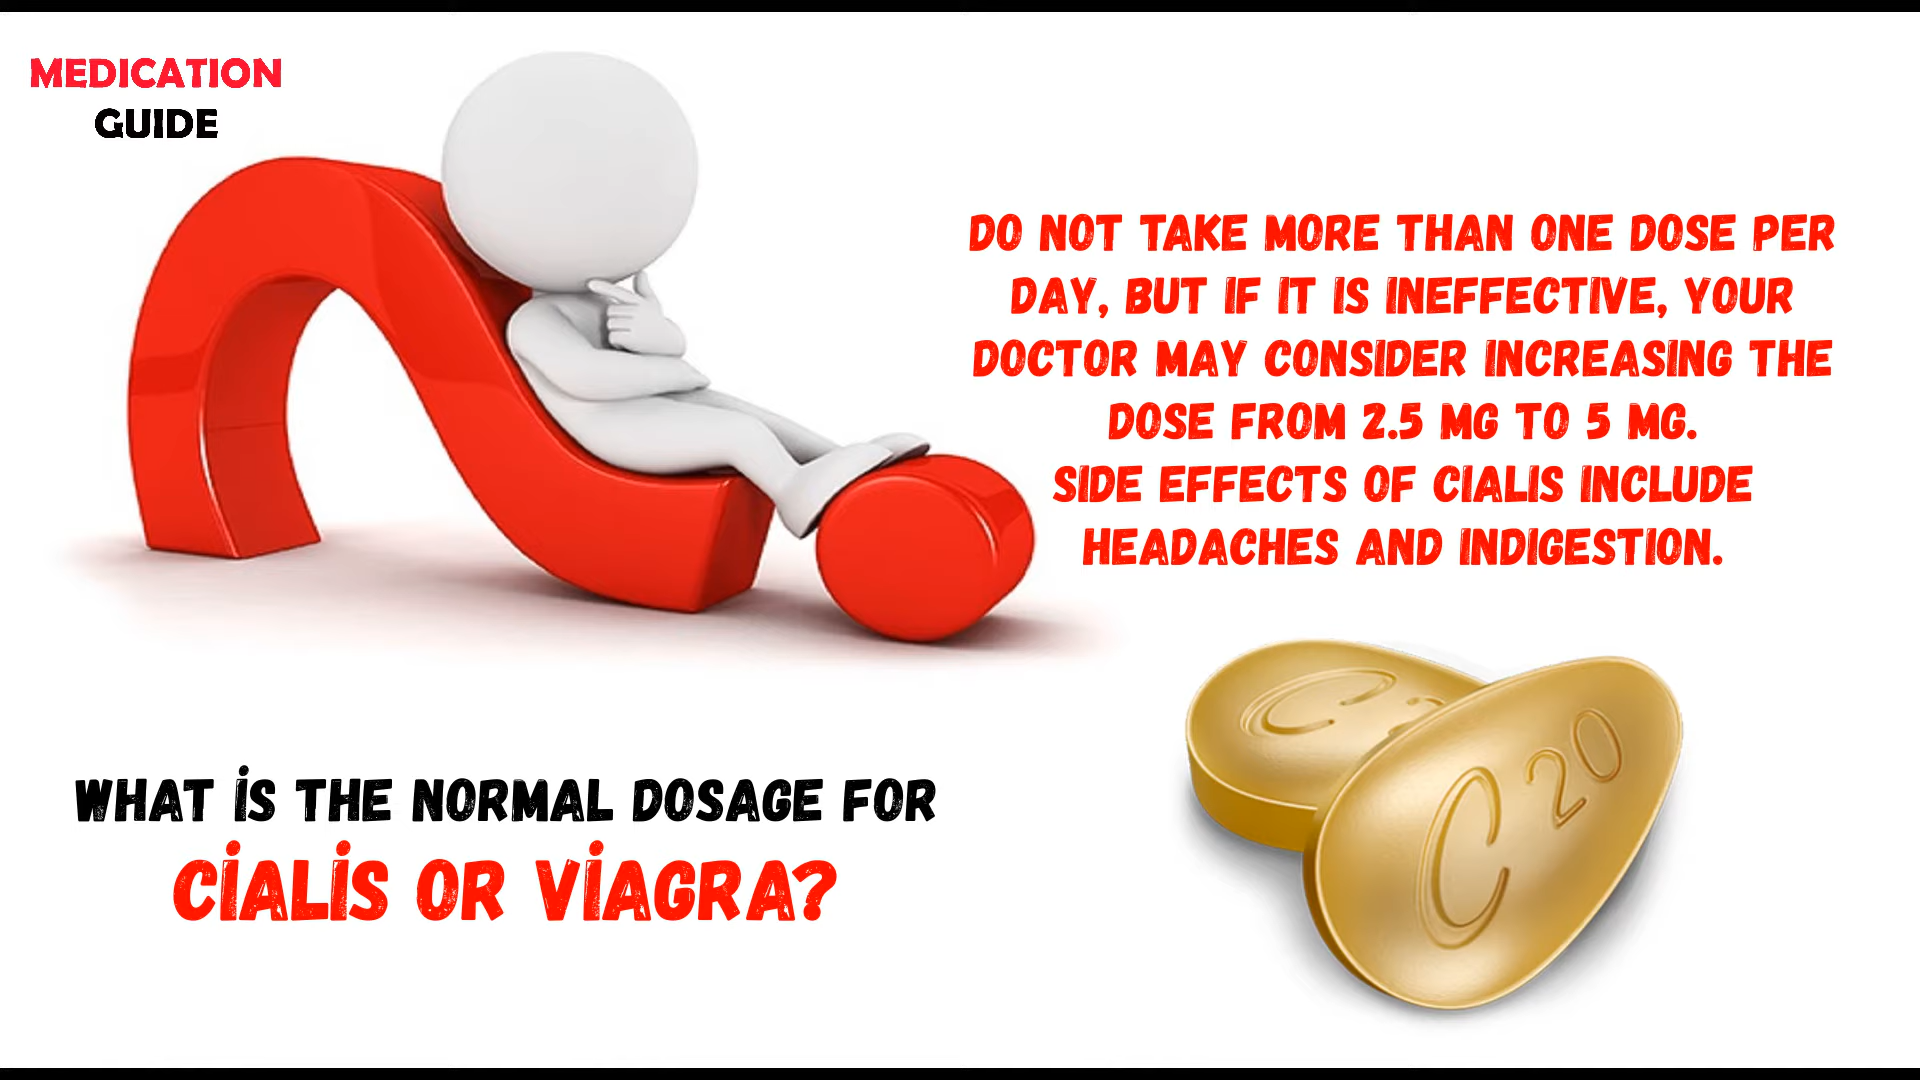 MEDICATION
GUIDE
DO NOT TAKE MORE THAN ONE DOSE PER
DAY, BUT IF IT IS INEFFECTIVE, YOUR
DOCTOR MAY CONSIDER INCREASING THE
DOSE FROM 2.5 MG TO 5 MG.
SIDE EFFECTS OF CIALIS INCLUDE
HEADACHES AND INDIGESTION.
WHAT İS THE NORMAL DOSAGE FOR
CİALİS OR VİAGRA?
C 2
C 20